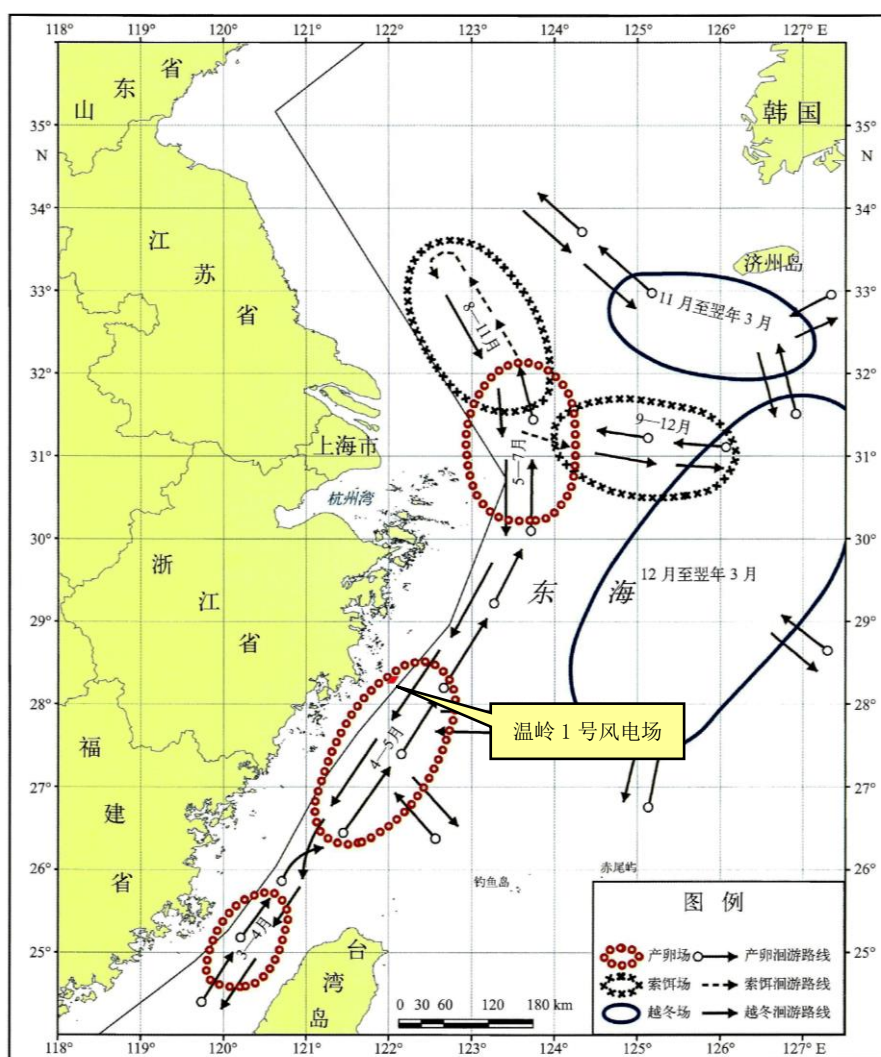 118° 119° 120° 121° 122° 123° 124° 125° 126° 127° E
山 东 省
韩 国
35° 35°
N N
34° 34°
江 苏 省
济州岛
33° 33°
8—11月
11 月至翌年 3 月
32° 32°
9—12月
上海市
31° 31°
5—7月
杭州湾
30° 30°
浙 江 省
12 月至翌年 3 月
东 海
29° 29°
28° 28°
温岭 1 号风电场
4—5月
福 建 省
27° 27°
26° 26°
钓鱼岛
赤尾屿
图 例
3—4月
25° 25°
台 湾 岛
产卵场 产卵洄游路线
索饵场 索饵洄游路线
越冬场 越冬洄游路线
0 30 60 120 180 km
118° 119° 120° 121° 122° 123° 124° 125° 126° 127° E